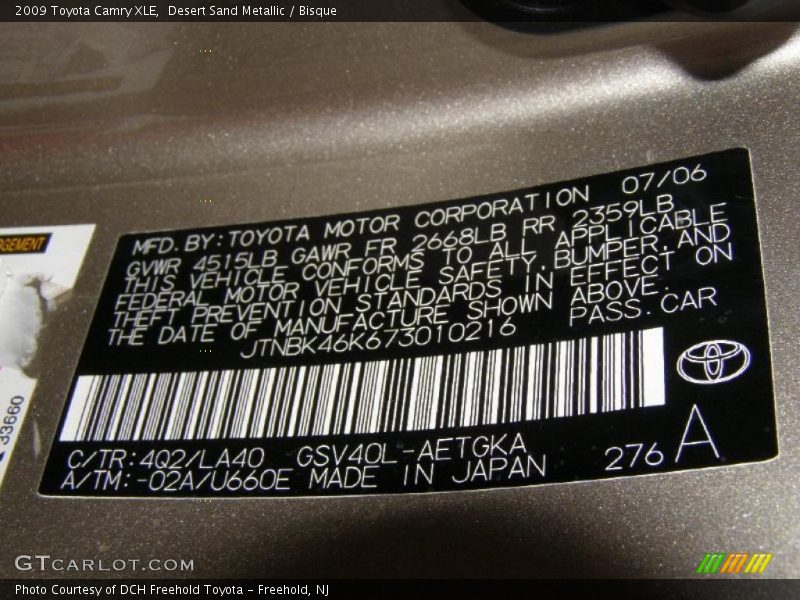 2009 Toyota Camry XLE, Desert Sand Metallic / Bisque
GEMENT
33660
MFD. BY: TOYOTA MOTOR CORPORATION 07/06
GVWR 4515LB GAWR FR 2668LB RR 2359LB
THIS VEHICLE CONFORMS TO ALL APPLICABLE
FEDERAL MOTOR VEHICLE SAFETY, BUMPER, AND
THEFT PREVENTION STANDARDS IN EFFECT ON
THE DATE OF MANUFACTURE SHOWN ABOVE.
JTNBK46K673010216 PASS. CAR
C/TR: 4Q2/LA40 GSV40L-AETGKA
A/TM: -02A/U660E MADE IN JAPAN 276 A
GTCARLOT.COM
Photo Courtesy of DCH Freehold Toyota - Freehold, NJ